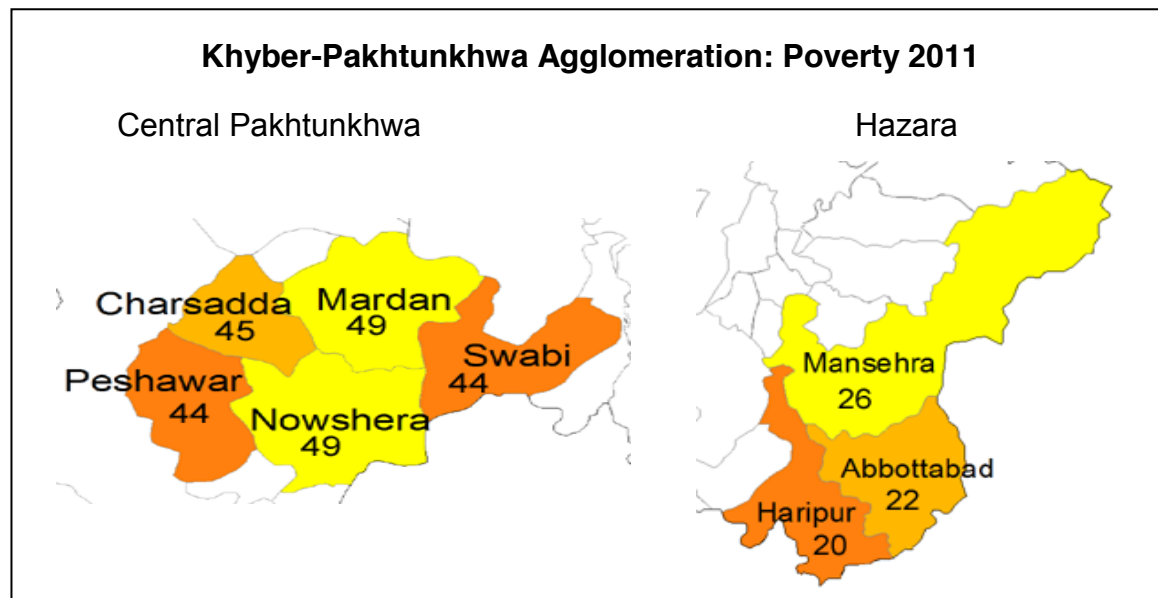 Khyber-Pakhtunkhwa Agglomeration: Poverty 2011
Central Pakhtunkhwa
Hazara
Charsadda
45
Mardan
49
Peshawar
44
Nowshera
49
Swabi
44
Mansehra
26
Abbottabad
22
Haripur
20